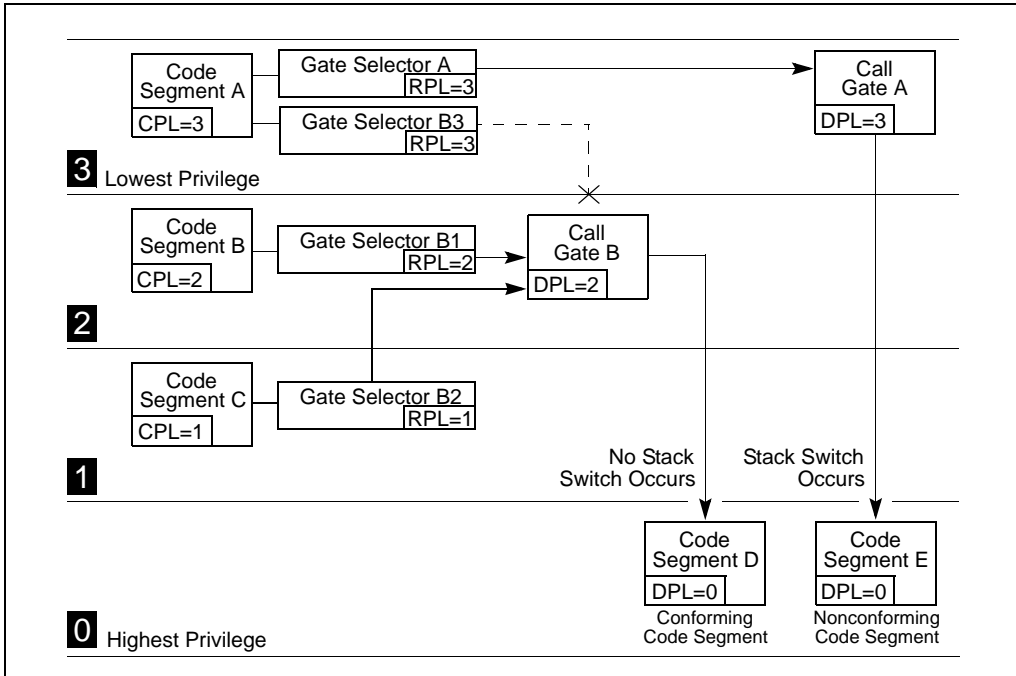 Code
Segment A
CPL=3
Gate Selector A
RPL=3
Gate Selector B3
RPL=3
Call
Gate A
DPL=3
3 Lowest Privilege
Code
Segment B
CPL=2
Gate Selector B1
RPL=2
Call
Gate B
DPL=2
2
Code
Segment C
CPL=1
Gate Selector B2
RPL=1
1
No Stack
Switch Occurs
Stack Switch
Occurs
Code
Segment D
DPL=0
Conforming
Code Segment
Code
Segment E
DPL=0
Nonconforming
Code Segment
0 Highest Privilege